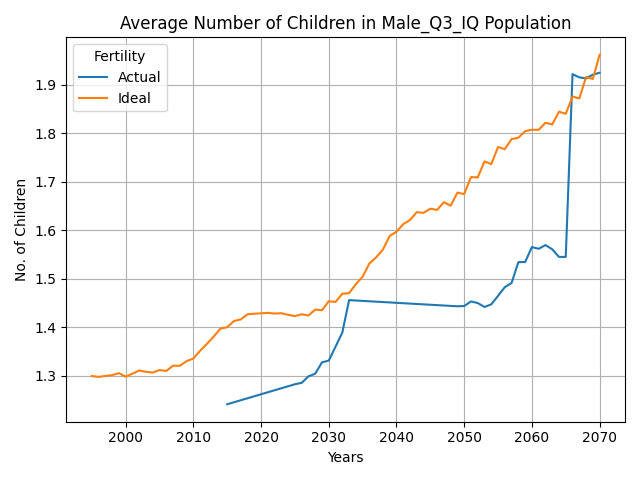 Average Number of Children in Male_Q3_IQ Population
Fertility
Actual
Ideal
No. of Children
1.9
1.8
1.7
1.6
1.5
1.4
1.3
2000 2010 2020 2030 2040 2050 2060 2070
Years